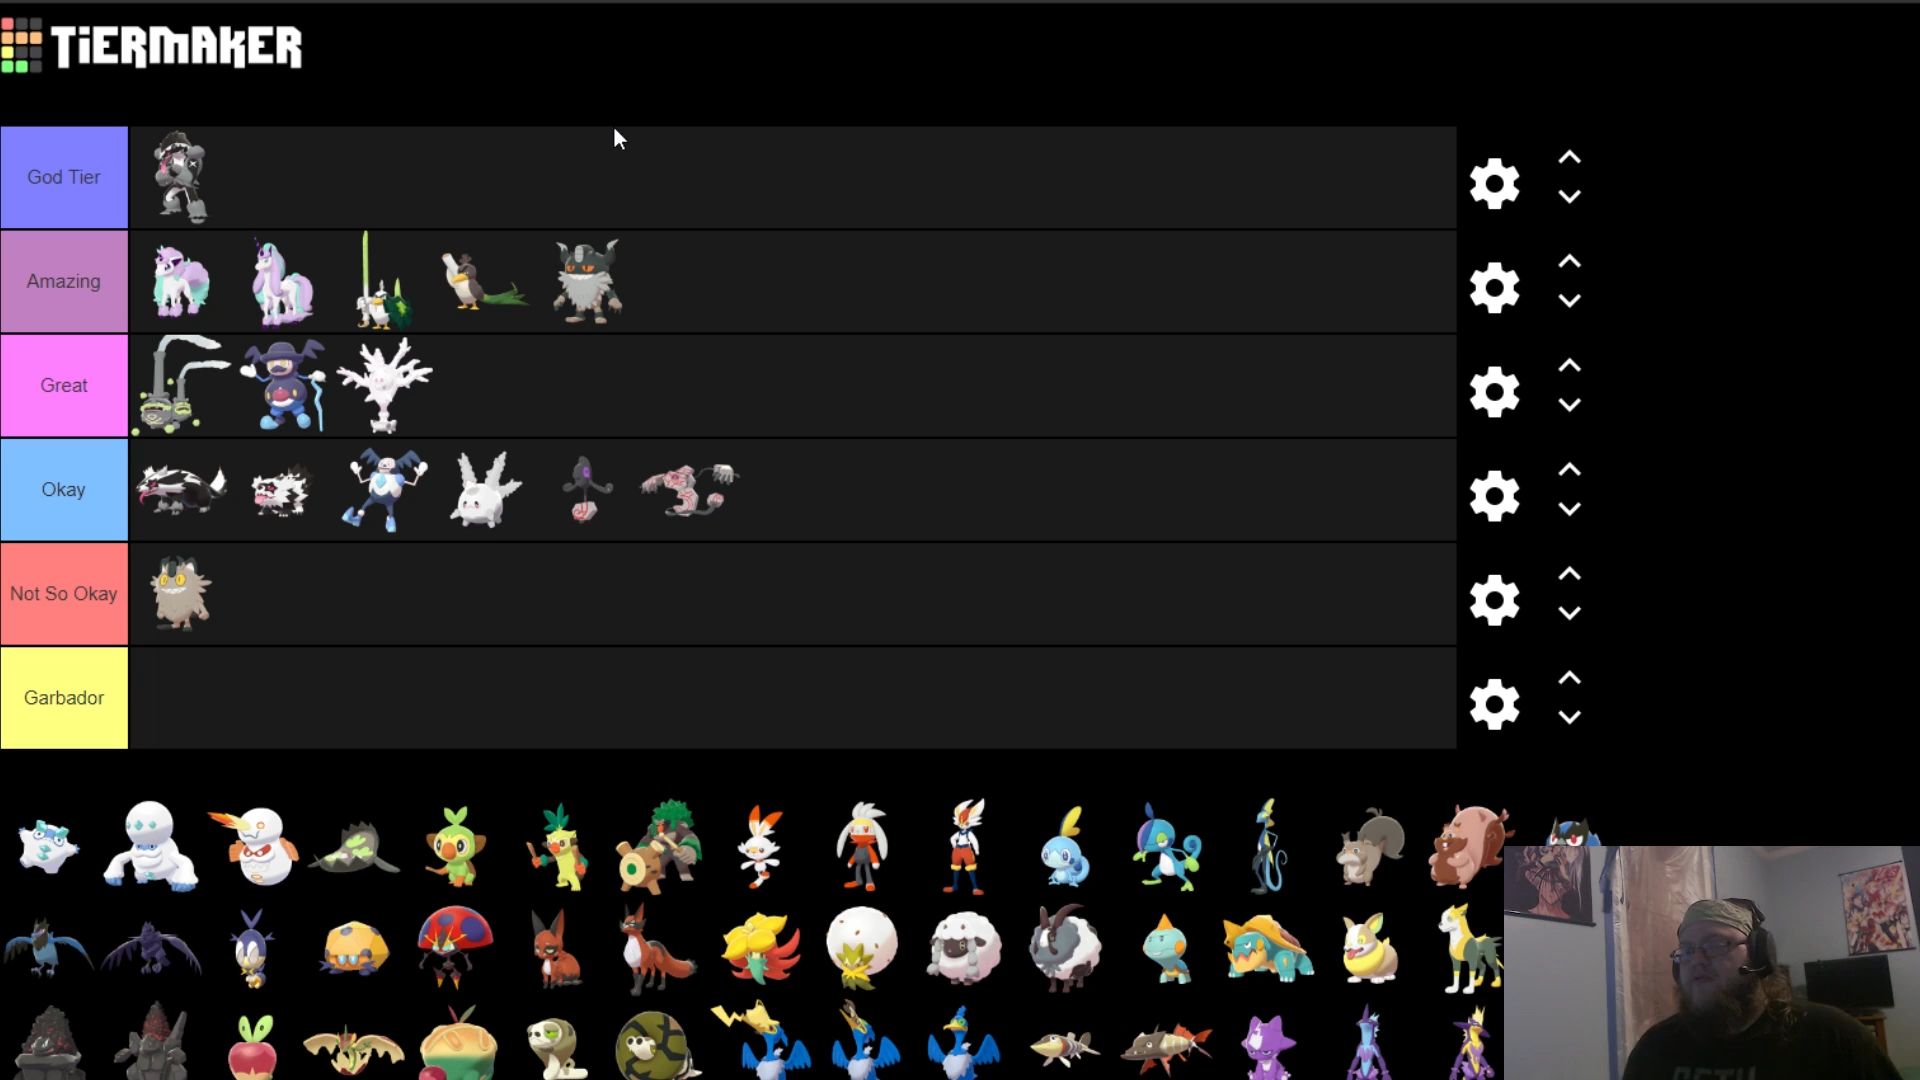 TiERMAKER
God Tier
Amazing
Great
Okay
Not So Okay
Garbador